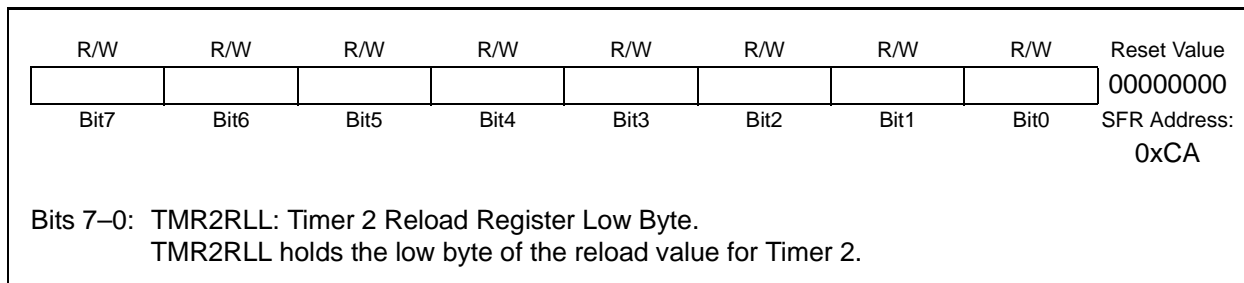 R/W R/W R/W R/W R/W R/W R/W R/W Reset Value
00000000
Bit7 Bit6 Bit5 Bit4 Bit3 Bit2 Bit1 Bit0 SFR Address:
0xCA
Bits 7–0: TMR2RLL: Timer 2 Reload Register Low Byte.
TMR2RLL holds the low byte of the reload value for Timer 2.